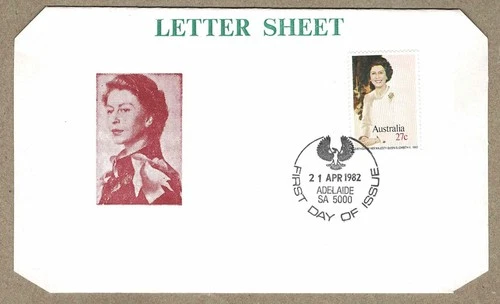 LETTER SHEET
Australia
27c
FIRST DAY OF ISSUE
21 APR 1982
ADELAIDE
SA 5000